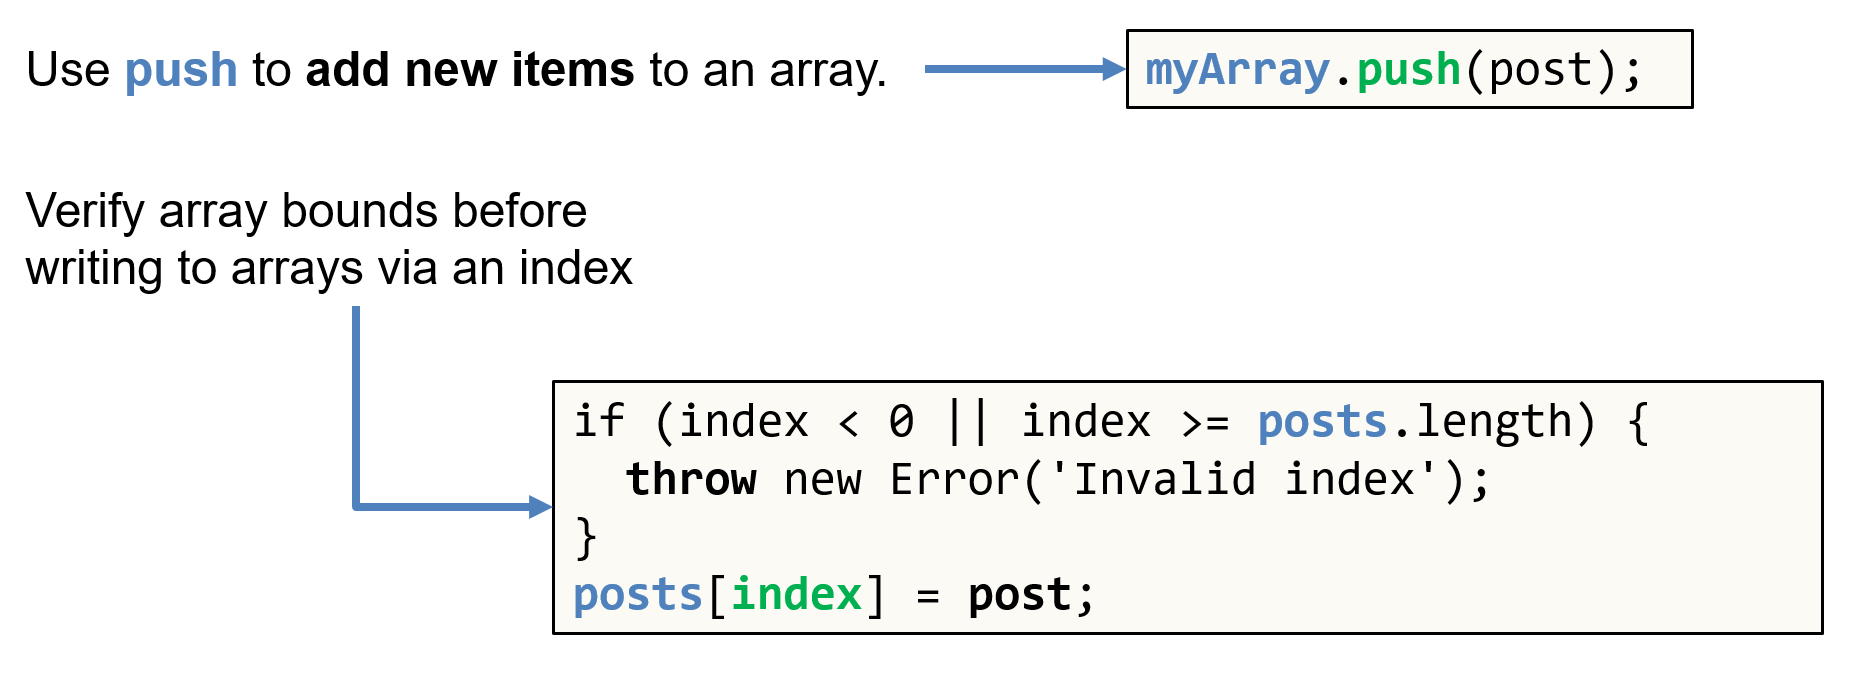 Use push to add new items to an array.
myArray.push(post);
Verify array bounds before
writing to arrays via an index
if (index < 0 || index >= posts.length) {
  throw new Error('Invalid index');
}
posts[index] = post;